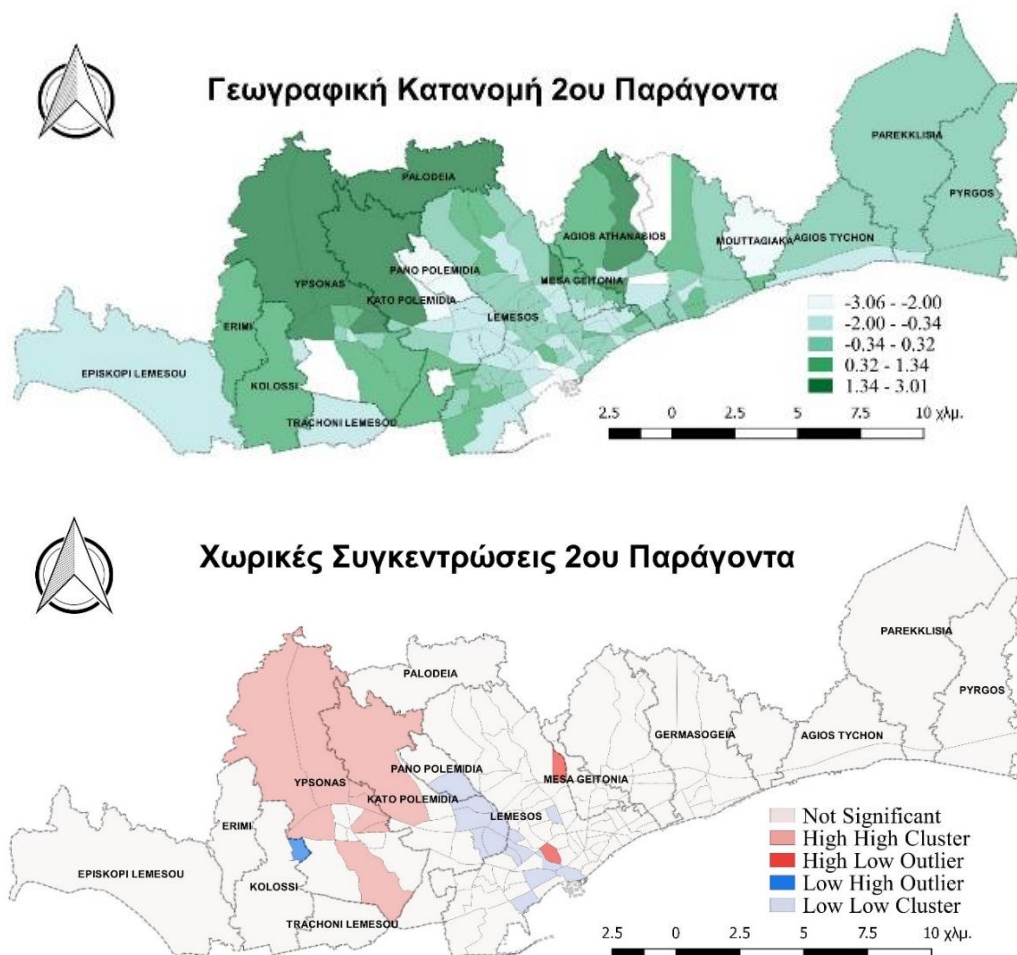 Γεωγραφική Κατανομή 2ου Παράγοντα
PAREKKLISIA
PALODEIA
PYRGOS
AGIOS ATHANASIOS
MOUTTAGIAKA
AGIOS TYCHON
PANO POLEMIDIA
MESA GEITONIA
YPSONAS
KATO POLEMIDIA
LEMESOS
ERIMI
EPISKOPI LEMESOU
KOLOSSI
TRACHONI LEMESOU
-3.06 - -2.00
-2.00 - -0.34
-0.34 - 0.32
0.32 - 1.34
1.34 - 3.01
2.5 0 2.5 5 7.5 10 χλμ.
Χωρικές Συγκεντρώσεις 2ου Παράγοντα
PAREKKLISIA
PALODEIA
PYRGOS
GERMASOGEIA
AGIOS TYCHON
PANO POLEMIDIA
MESA GEITONIA
YPSONAS
KATO POLEMIDIA
LEMESOS
ERIMI
EPISKOPI LEMESOU
KOLOSSI
TRACHONI LEMESOU
Not Significant
High High Cluster
High Low Outlier
Low High Outlier
Low Low Cluster
2.5 0 2.5 5 7.5 10 χλμ.